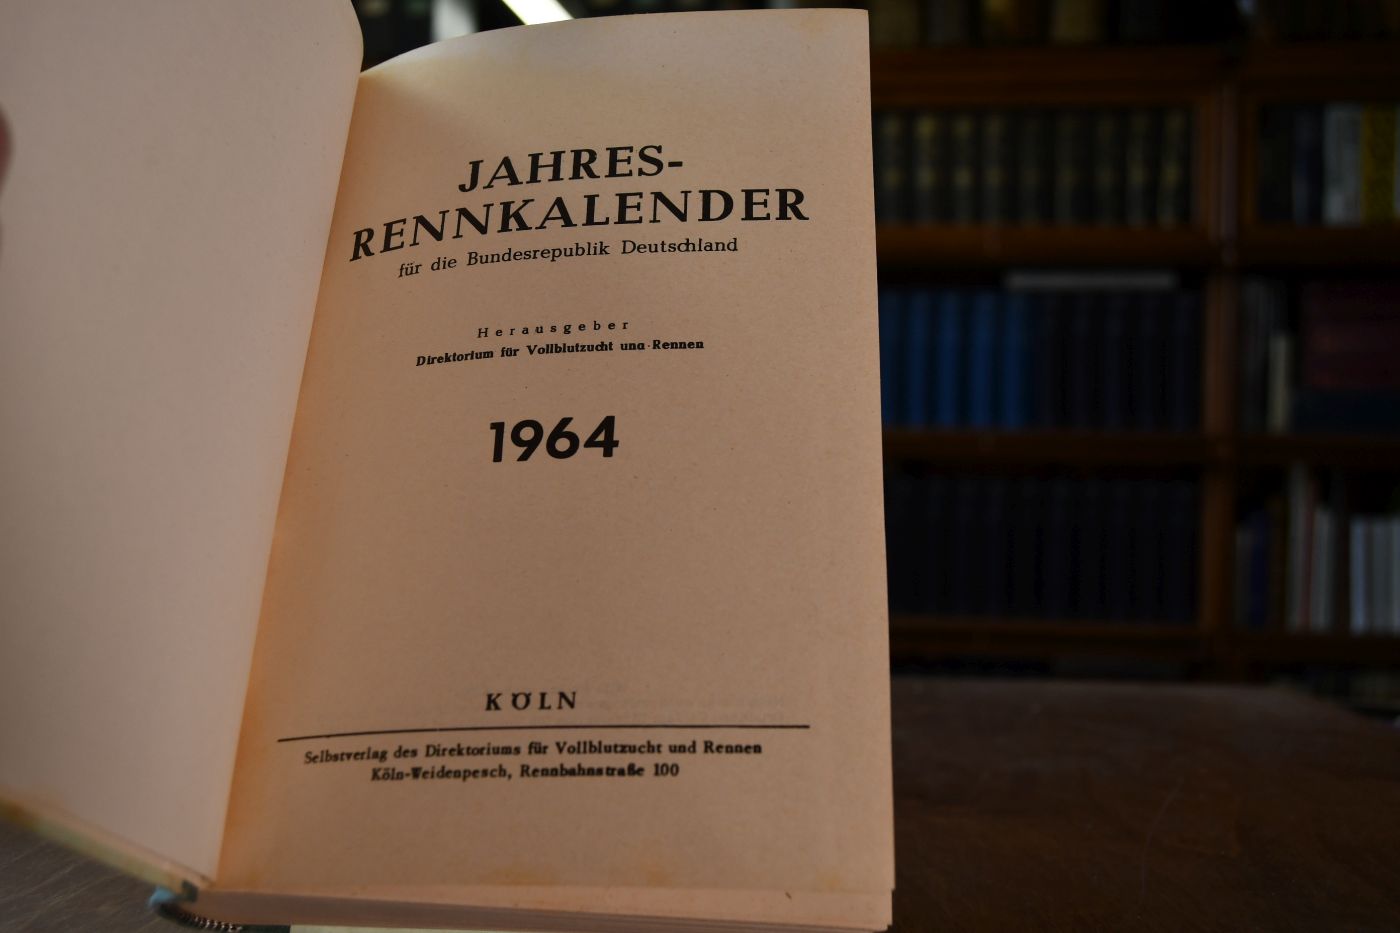 JAHRES-
RENNKALENDER
für die Bundesrepublik Deutschland
Herausgeber
Direktorium für Vollblutzucht und Rennen
1964
KÖLN
Selbstverlag des Direktoriums für Vollblutzucht und Rennen
Köln-Weidenpesch, Rennbahnstraße 100